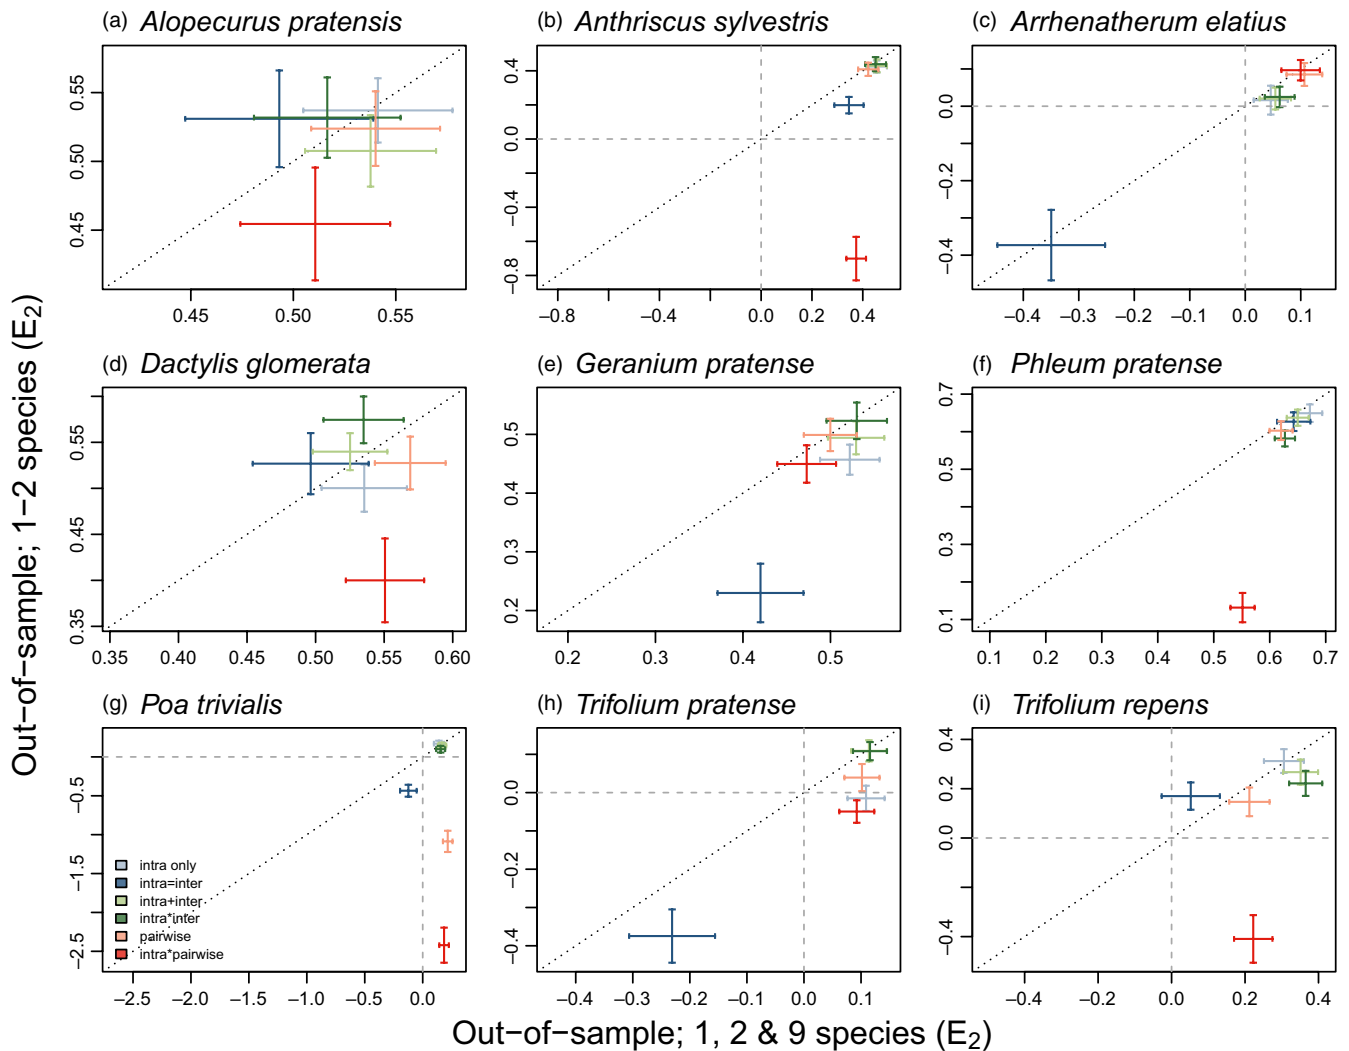 (a) Alopecurus pratensis
(b) Anthriscus sylvestris
(c) Arrhenatherum elatius
0.55
0.50
0.45
0.45 0.50 0.55
0.4
0.0
−0.4
−0.8
−0.8 −0.4 0.0 0.2 0.4
0.0
−0.2
−0.4
−0.4 −0.3 −0.2 −0.1 0.0 0.1
(d) Dactylis glomerata
(e) Geranium pratense
(f) Phleum pratense
0.55
0.45
0.35
0.35 0.40 0.45 0.50 0.55 0.60
0.5
0.4
0.3
0.2
0.2 0.3 0.4 0.5
0.7
0.5
0.3
0.1
0.1 0.2 0.3 0.4 0.5 0.6 0.7
(g) Poa trivialis
(h) Trifolium pratense
(i) Trifolium repens
−0.5
−1.5
−2.5
intra only
intra=inter
intra+inter
intra*inter
pairwise
intra*pairwise
−2.5 −2.0 −1.5 −1.0 −0.5 0.0
0.0
−0.2
−0.4
−0.4 −0.3 −0.2 −0.1 0.0 0.1
0.4
0.2
0.0
−0.4
−0.4 −0.2 0.0 0.2 0.4
Out−of−sample; 1−2 species (E2)
Out−of−sample; 1, 2 & 9 species (E2)